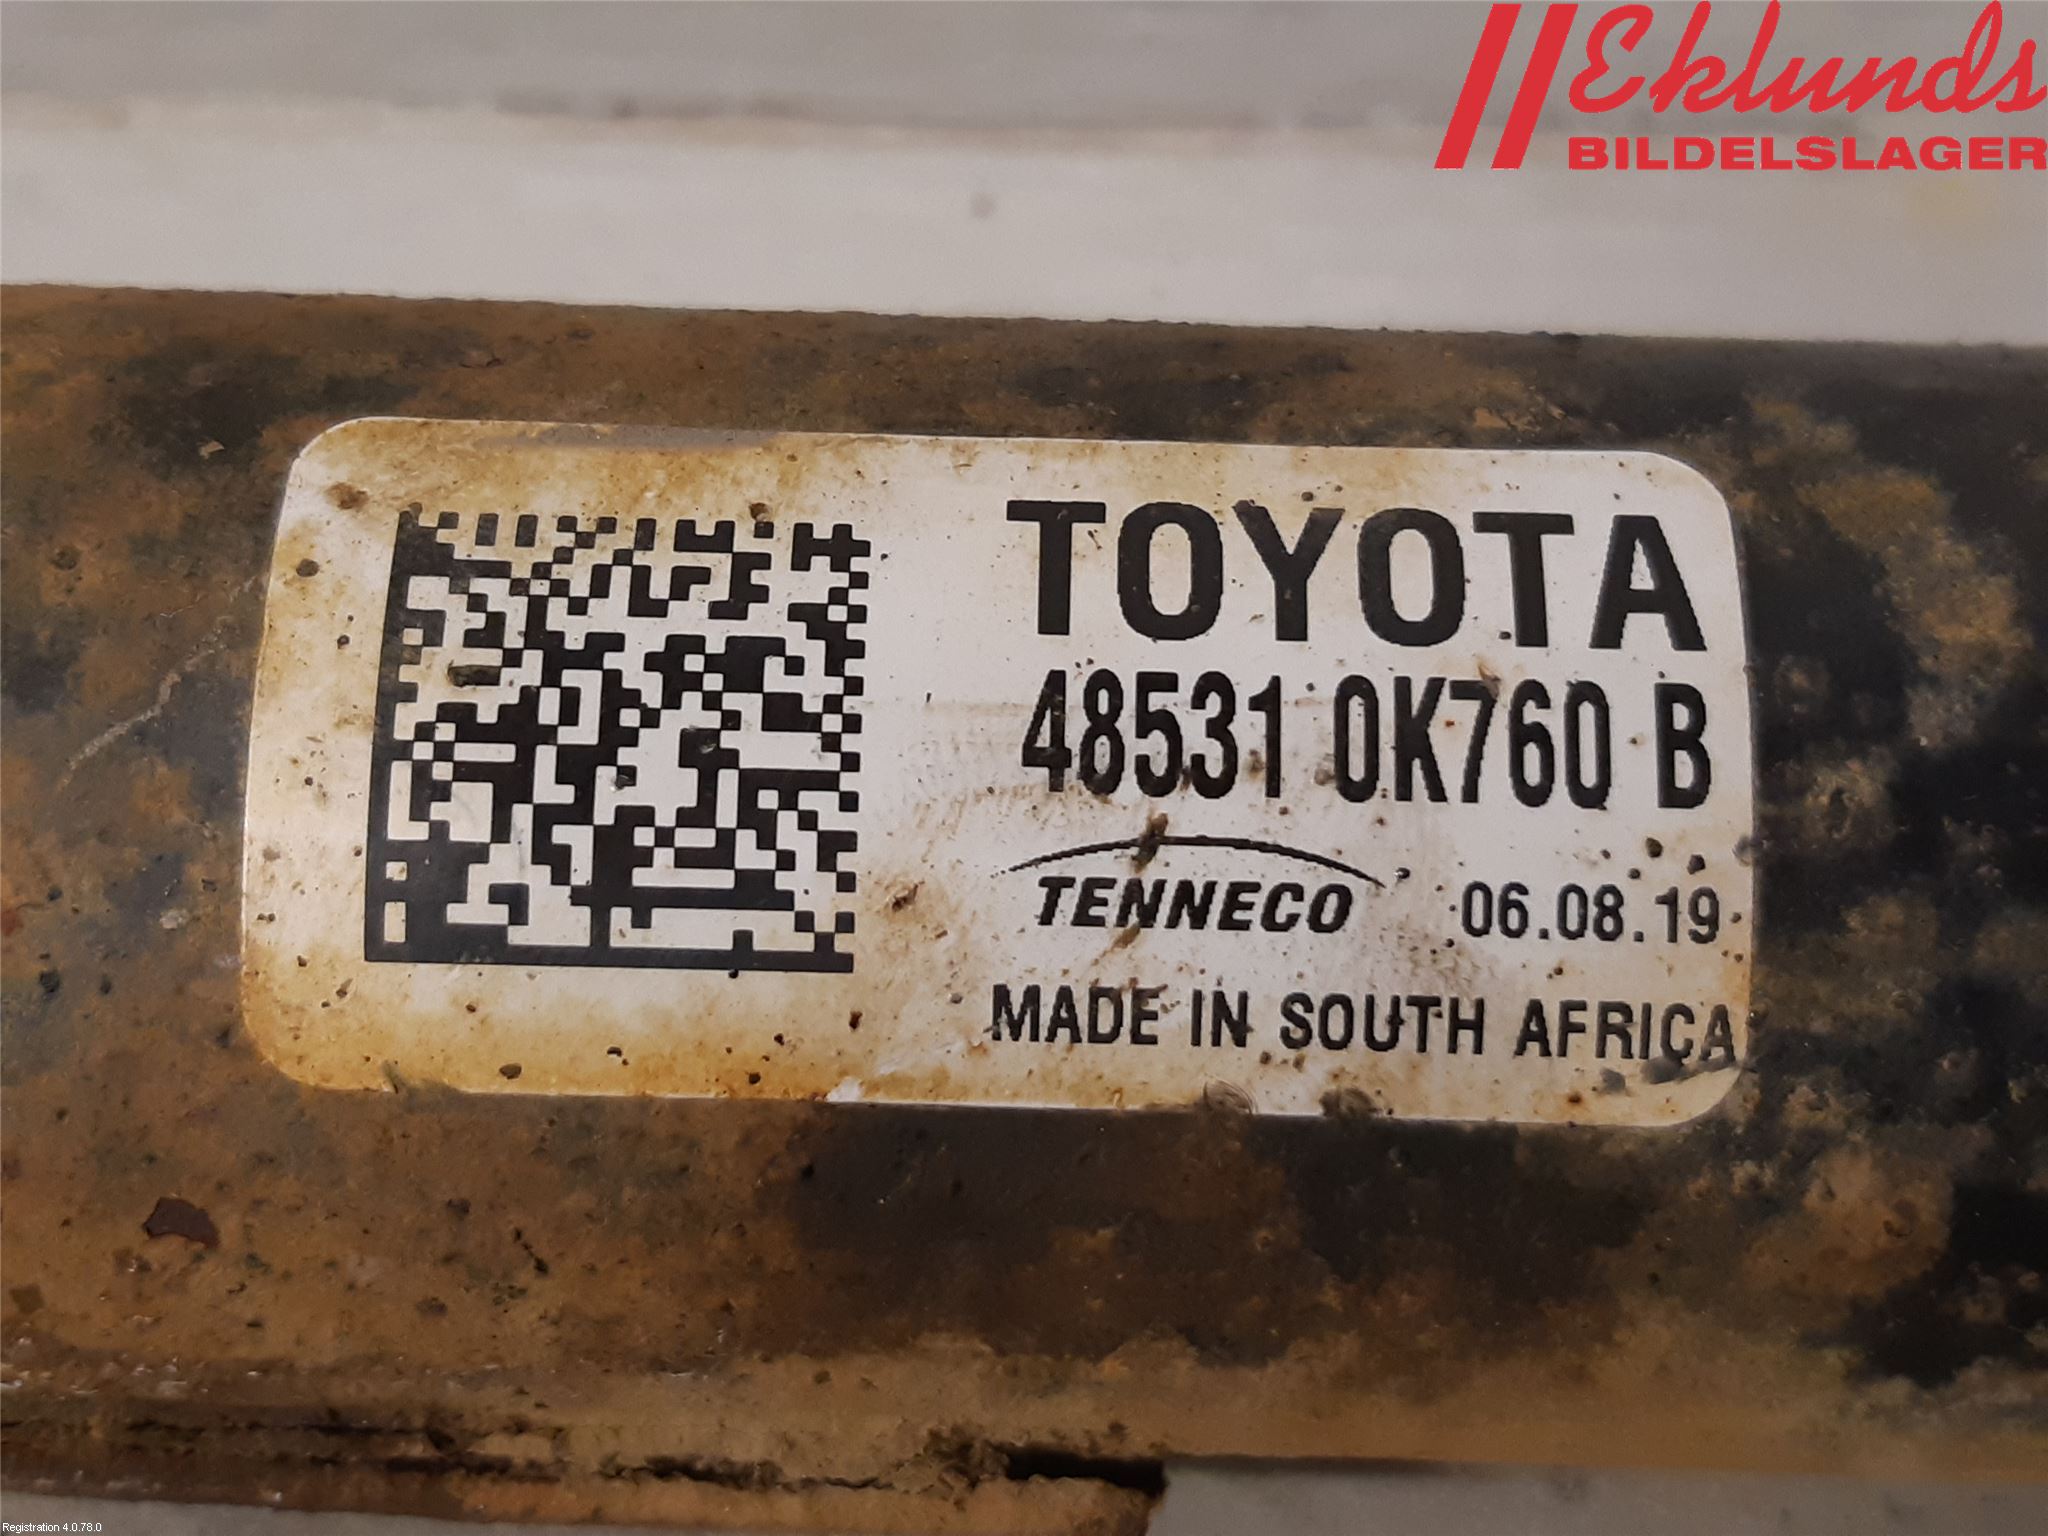 Eklunds
BILDELSLAGER
TOYOTA
48531 0K760 B
TENNECO 06.08.19
MADE IN SOUTH AFRICA
Registration 4.0.78.0